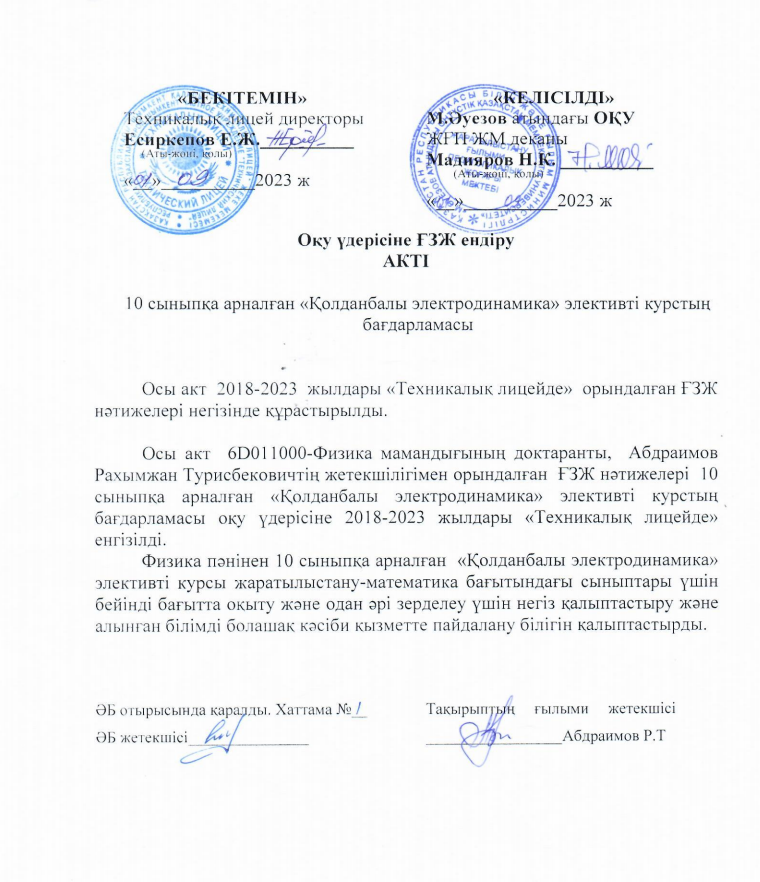 «БЕКІТЕМІН»
Техникалық лицей директоры
Есиркепов Е.Ж.
(Аты-жөні, қолы)
«01» 09 2023 ж
«КЕЛІСІЛДІ»
М.Әуезов атындағы ОҚУ
ЖҒПЖМ деканы
Мадияров Н.К.
(Аты-жөні, қолы)
« » 09 2023 ж
Оқу үдерісіне ҒЗЖ ендіру
АКТІ
10 сыныпқа арналған «Қолданбалы электродинамика» элективті курстың
бағдарламасы
Осы акт 2018-2023 жылдары «Техникалық лицейде» орындалған ҒЗЖ
нәтижелері негізінде құрастырылды.
Осы акт 6D011000-Физика мамандығының доктаранты, Абдраимов
Рахымжан Турисбековичтің жетекшілігімен орындалған ҒЗЖ нәтижелері 10
сыныпқа арналған «Қолданбалы электродинамика» элективті курстың
бағдарламасы оқу үдерісіне 2018-2023 жылдары «Техникалық лицейде»
енгізілді.
Физика пәнінен 10 сыныпқа арналған «Қолданбалы электродинамика»
элективті курсы жаратылыстану-математика бағытындағы сыныптары үшін
бейінді бағытта оқыту және одан әрі зерделеу үшін негіз қалыптастыру және
алынған білімді болашақ кәсіби қызметте пайдалану білігін қалыптастырды.
ӘБ отырысында қаралды. Хаттама № 1
ӘБ жетекшісі
Тақырыптың ғылыми жетекшісі
Абдраимов Р.Т